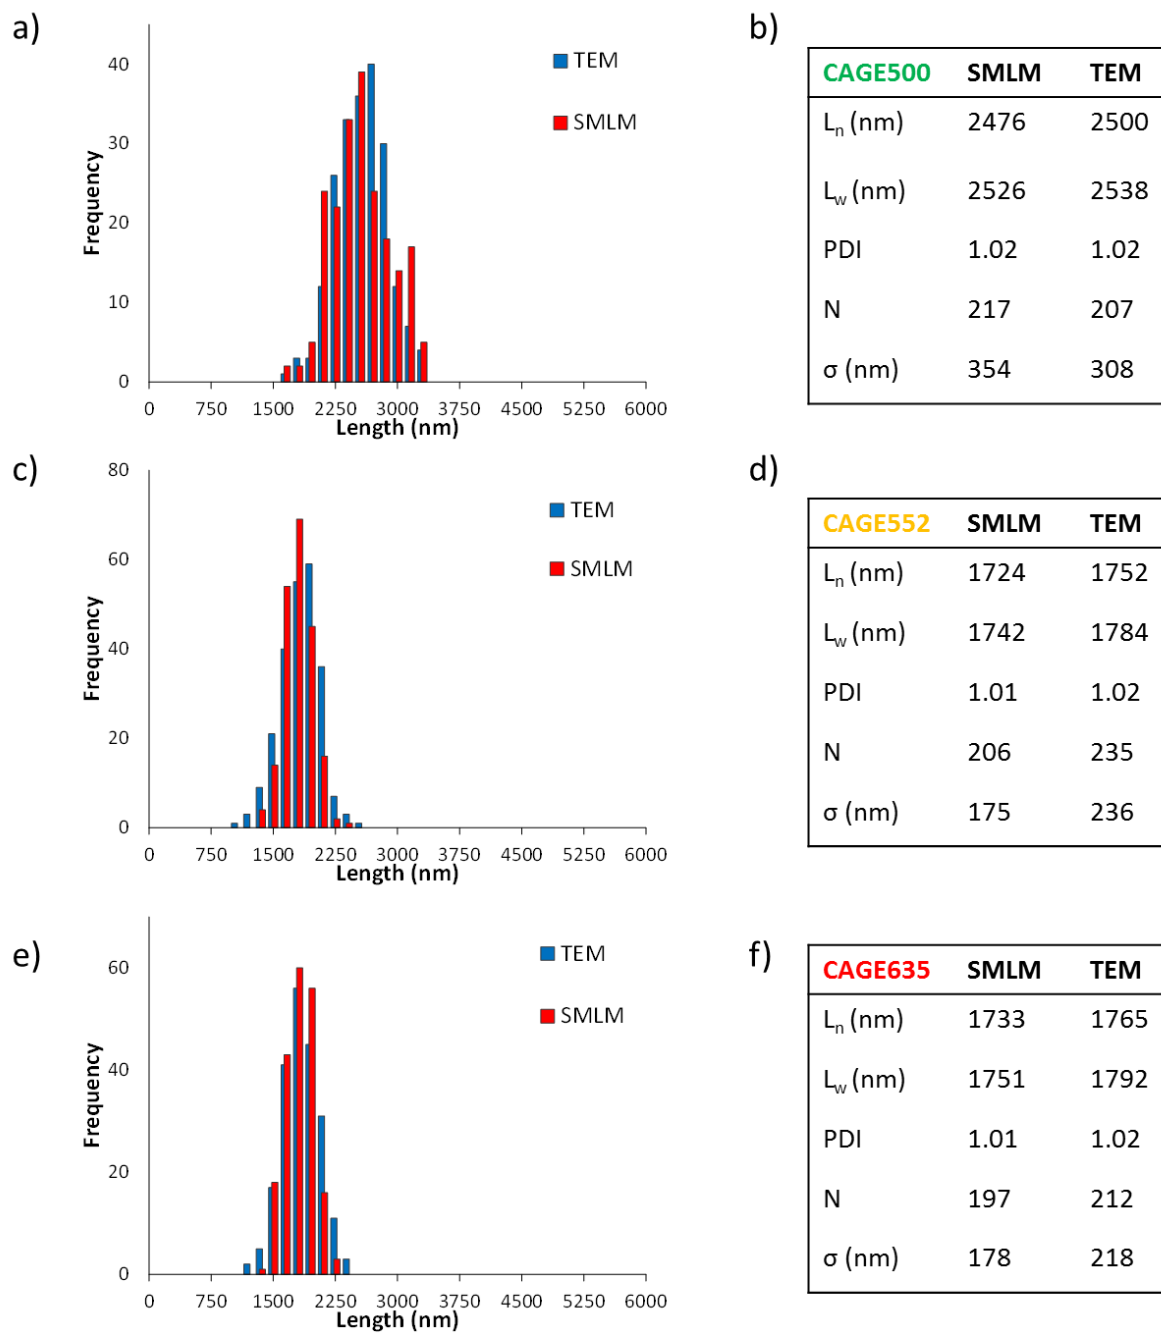 a)
40
30
20
10
0
Frequency
TEM
SMLM
0 750 1500 2250 3000 3750 4500 5250 6000
Length (nm)
b)
CAGE500 SMLM TEM
Ln (nm) 2476 2500
Lw (nm) 2526 2538
PDI 1.02 1.02
N 217 207
σ (nm) 354 308
c)
80
60
40
20
0
Frequency
TEM
SMLM
0 750 1500 2250 3000 3750 4500 5250 6000
Length (nm)
d)
CAGE552 SMLM TEM
Ln (nm) 1724 1752
Lw (nm) 1742 1784
PDI 1.01 1.02
N 206 235
σ (nm) 175 236
e)
60
40
20
0
Frequency
TEM
SMLM
0 750 1500 2250 3000 3750 4500 5250 6000
Length (nm)
f)
CAGE635 SMLM TEM
Ln (nm) 1733 1765
Lw (nm) 1751 1792
PDI 1.01 1.02
N 197 212
σ (nm) 178 218